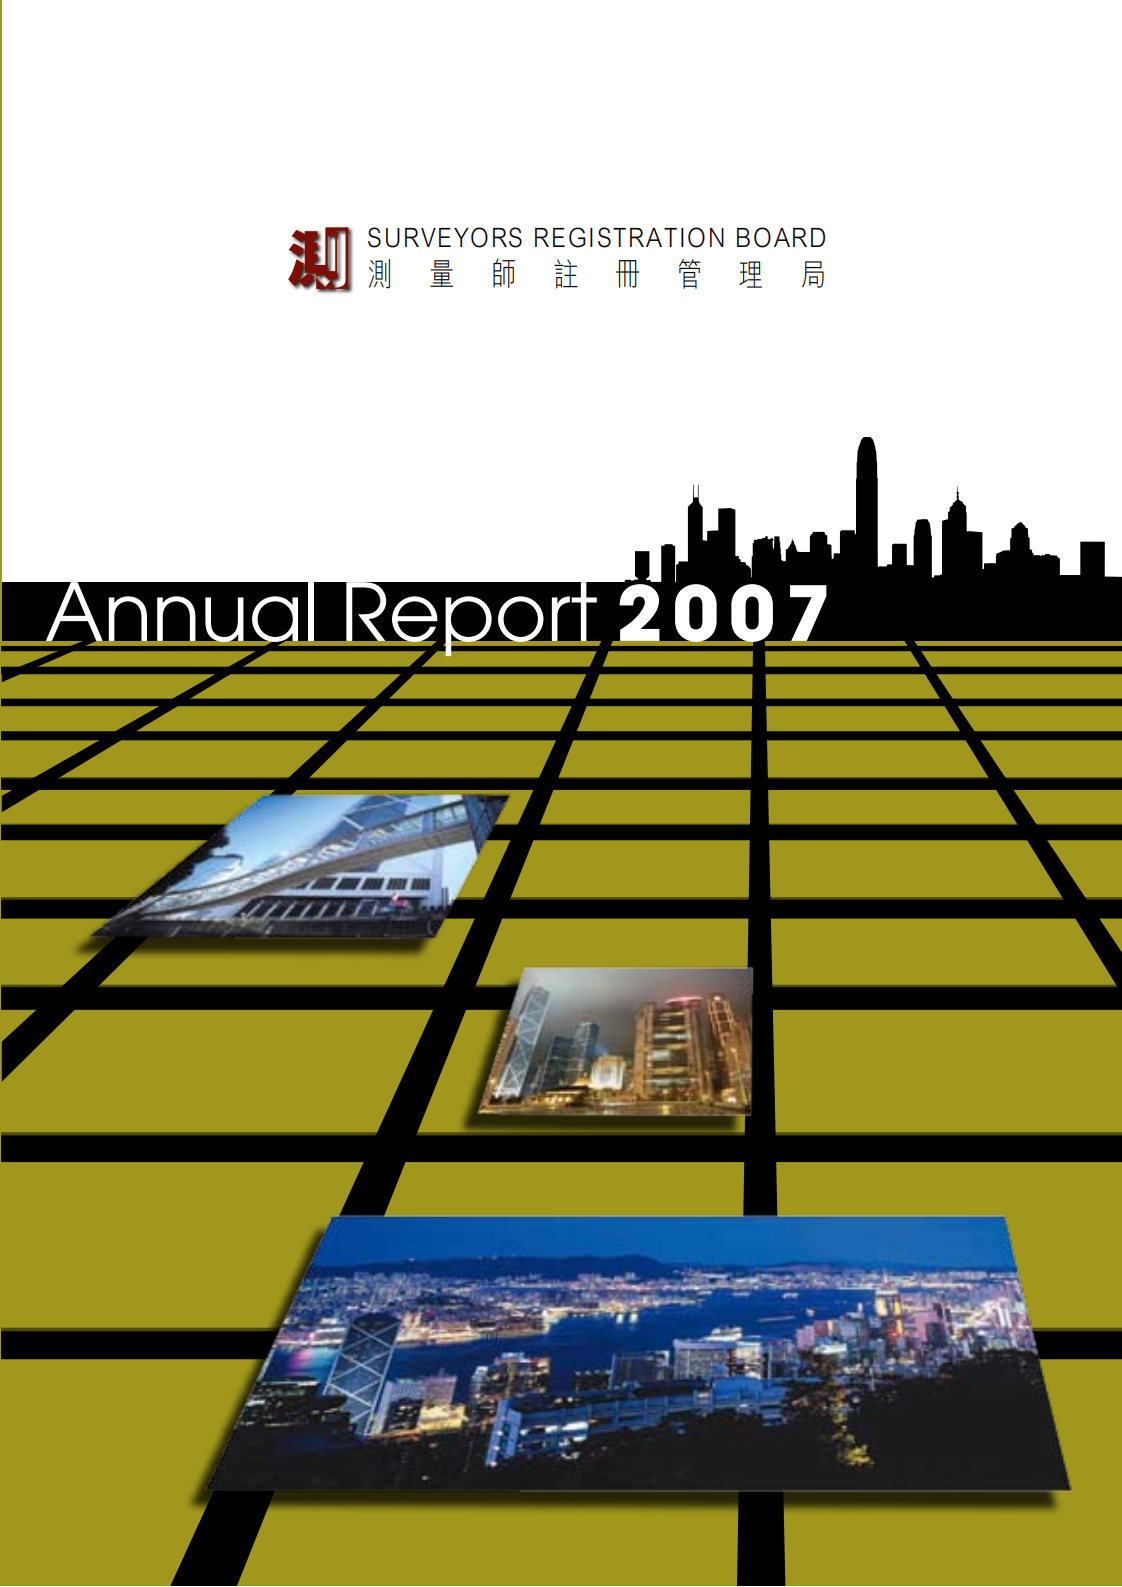 測
SURVEYORS REGISTRATION BOARD
測量師註冊管理局
Annual Report 2007